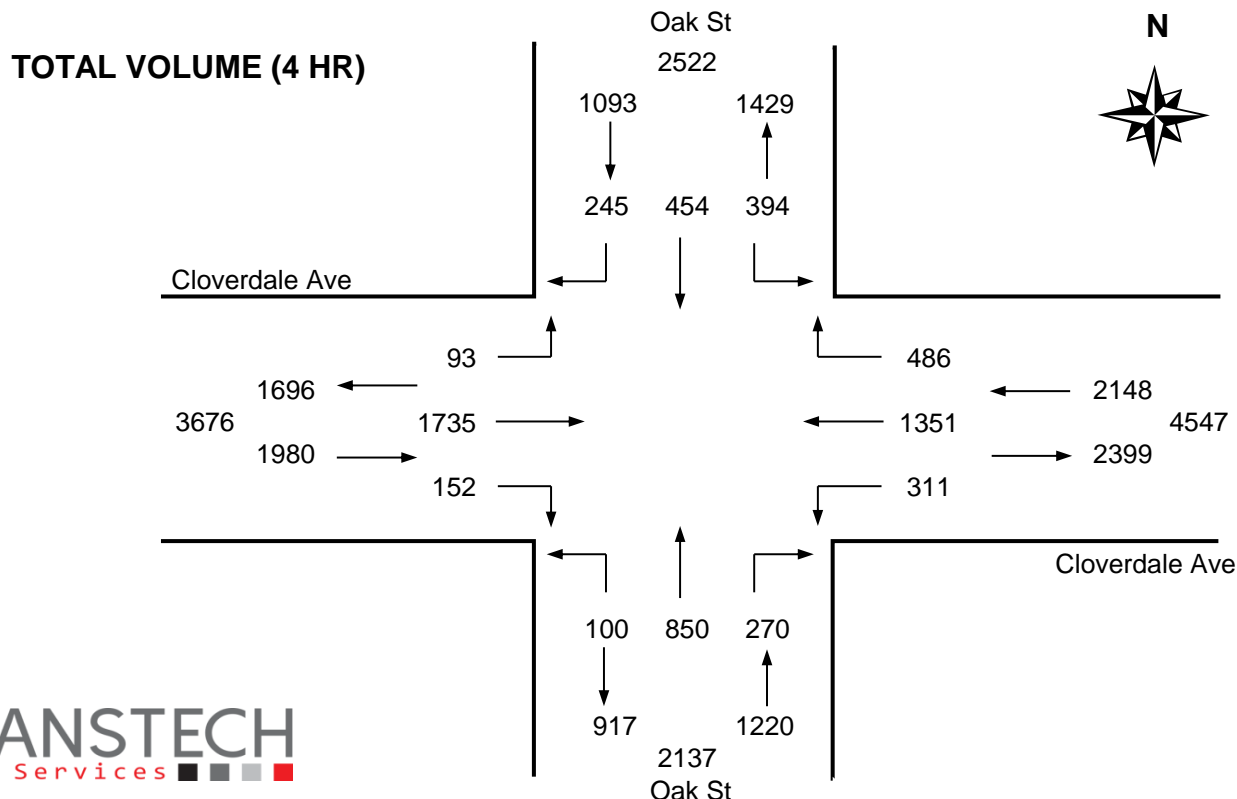 Oak St
N
TOTAL VOLUME (4 HR)
2522
1093 1429
245 454 394
Cloverdale Ave
93 486
1696 2148
3676 1735 1351 4547
1980 2399
152 311
Cloverdale Ave
100 850 270
917 1220
2137
Oak St
ANSTECH
Services